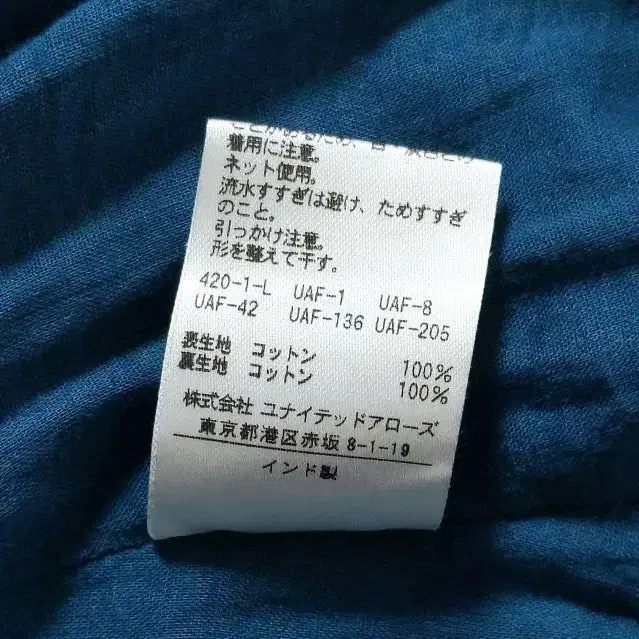 着用に注意。
ネット使用。
流水すすぎは避け、ためすすぎ
のこと。
引っかけ注意。
形を整えて干す。
420-1-L UAF-1 UAF-8
UAF-42 UAF-136 UAF-205
表生地 コットン 100%
裏生地 コットン 100%
株式会社 ユナイテッドアローズ
東京都港区赤坂 8-1-19
インド製